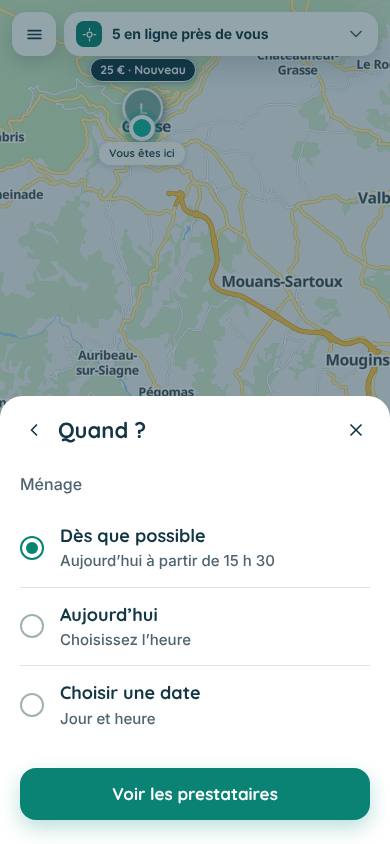 5 en ligne près de vous
Châteauneuf-
Grasse
Le Ro
25 € · Nouveau
Vous êtes ici
bris
neinade
Valb
Mouans-Sartoux
Auribeau-
sur-Siagne
Mougins
Pégomas
Quand ?
Ménage
Dès que possible
Aujourd’hui à partir de 15 h 30
Aujourd’hui
Choisissez l’heure
Choisir une date
Jour et heure
Voir les prestataires